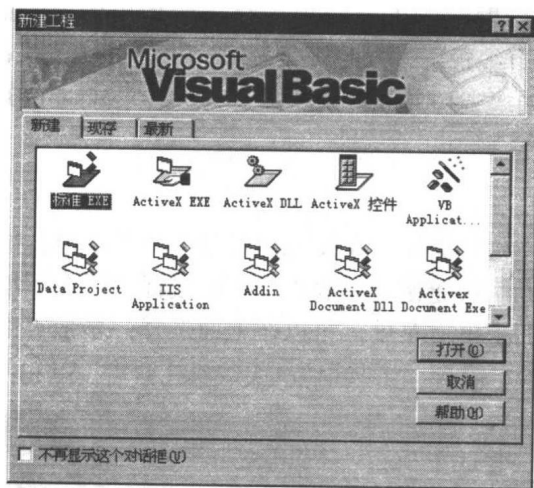 新建工程
Microsoft
Visual Basic
新建 现存 最新
标准 EXE ActiveX EXE ActiveX DLL ActiveX 控件 VB
Applicat...
Data Project IIS Addin ActiveX Activex
Application Document Dll Document Exe
打开(O)
取消
帮助(H)
不再显示这个对话框(U)